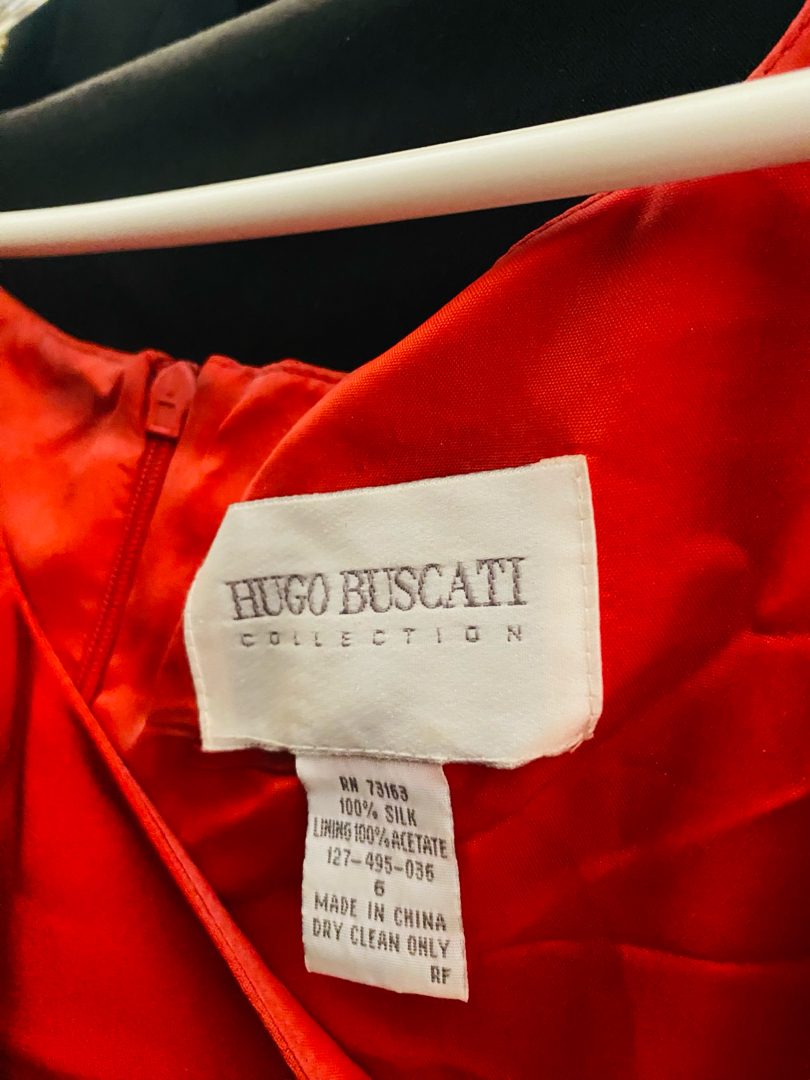 HUGO BUSCATI
COLLECTION
RN 73163
100% SILK
LINING 100% ACETATE
127-495-036
6
MADE IN CHINA
DRY CLEAN ONLY
RF